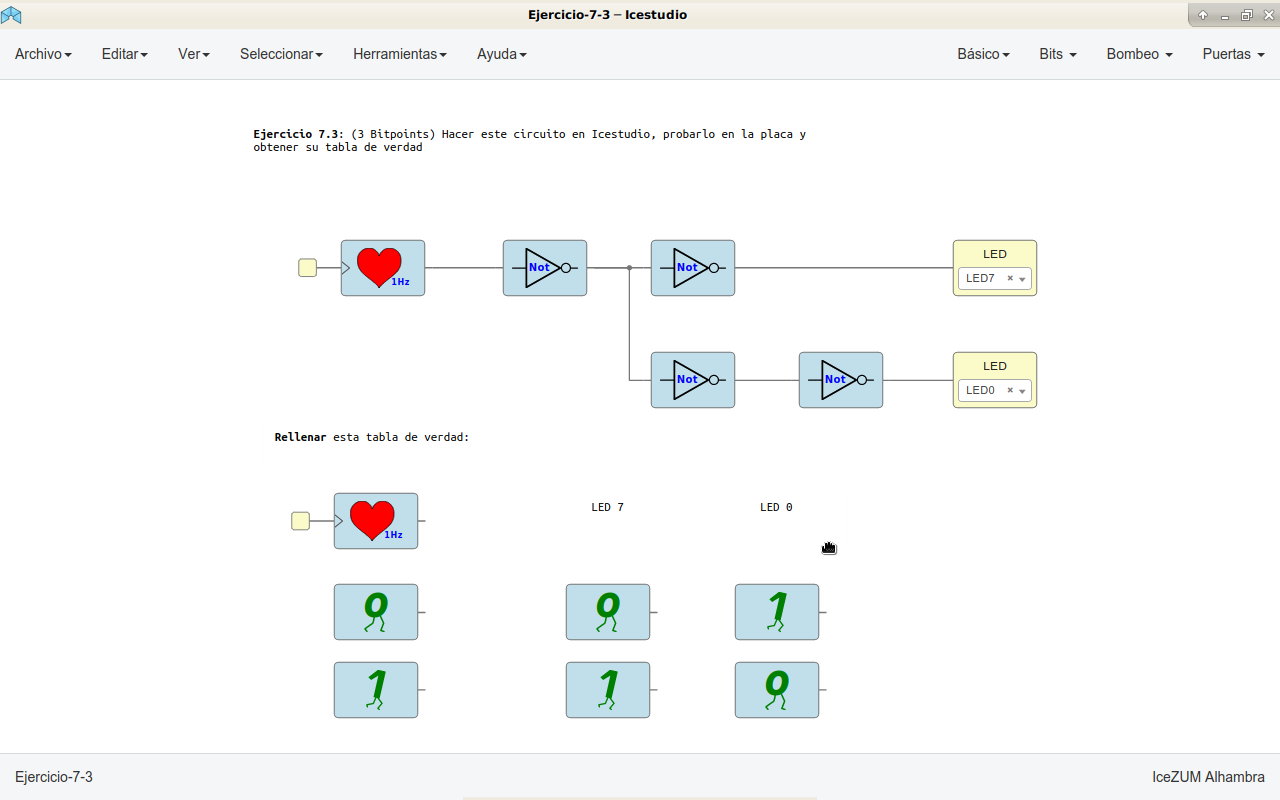 Ejercicio-7-3 – Icestudio
Archivo Editar Ver Seleccionar Herramientas Ayuda Básico Bits Bombeo Puertas
Ejercicio 7.3: (3 Bitpoints) Hacer este circuito en Icestudio, probarlo en la placa y
obtener su tabla de verdad
LED
1Hz Not Not LED7 × 
LED
Not Not LED0 ×
Rellenar esta tabla de verdad:
LED 7 LED 0
1Hz
0 0 1
1 1 0
Ejercicio-7-3 IceZUM Alhambra